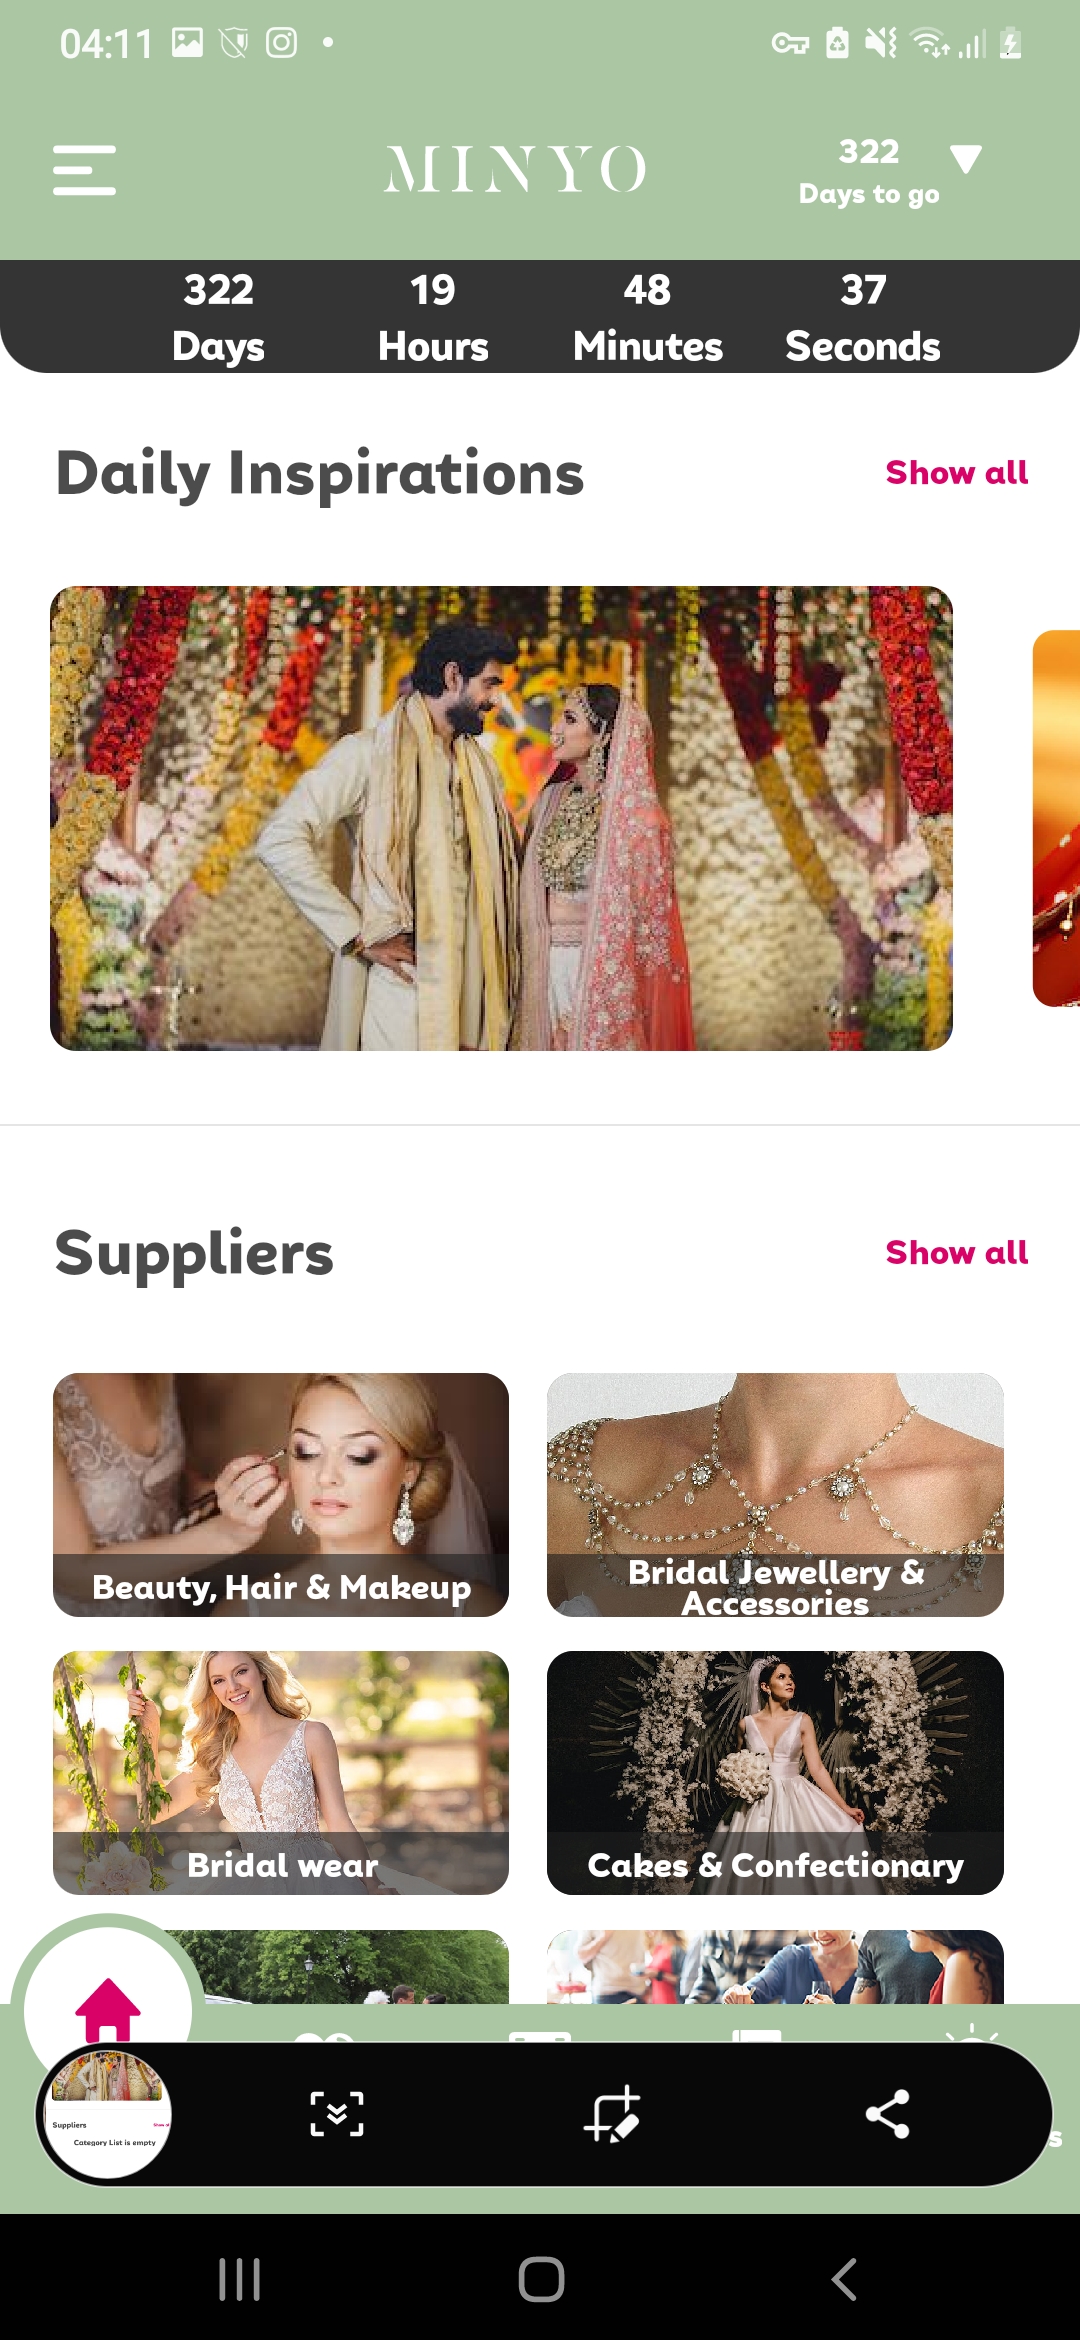 04:11
MINYO
322
Days to go
322 19 48 37
Days Hours Minutes Seconds
Daily Inspirations Show all
Suppliers Show all
Beauty, Hair & Makeup
Bridal Jewellery &
Accessories
Bridal wear
Cakes & Confectionary
Suppliers
Category List is empty